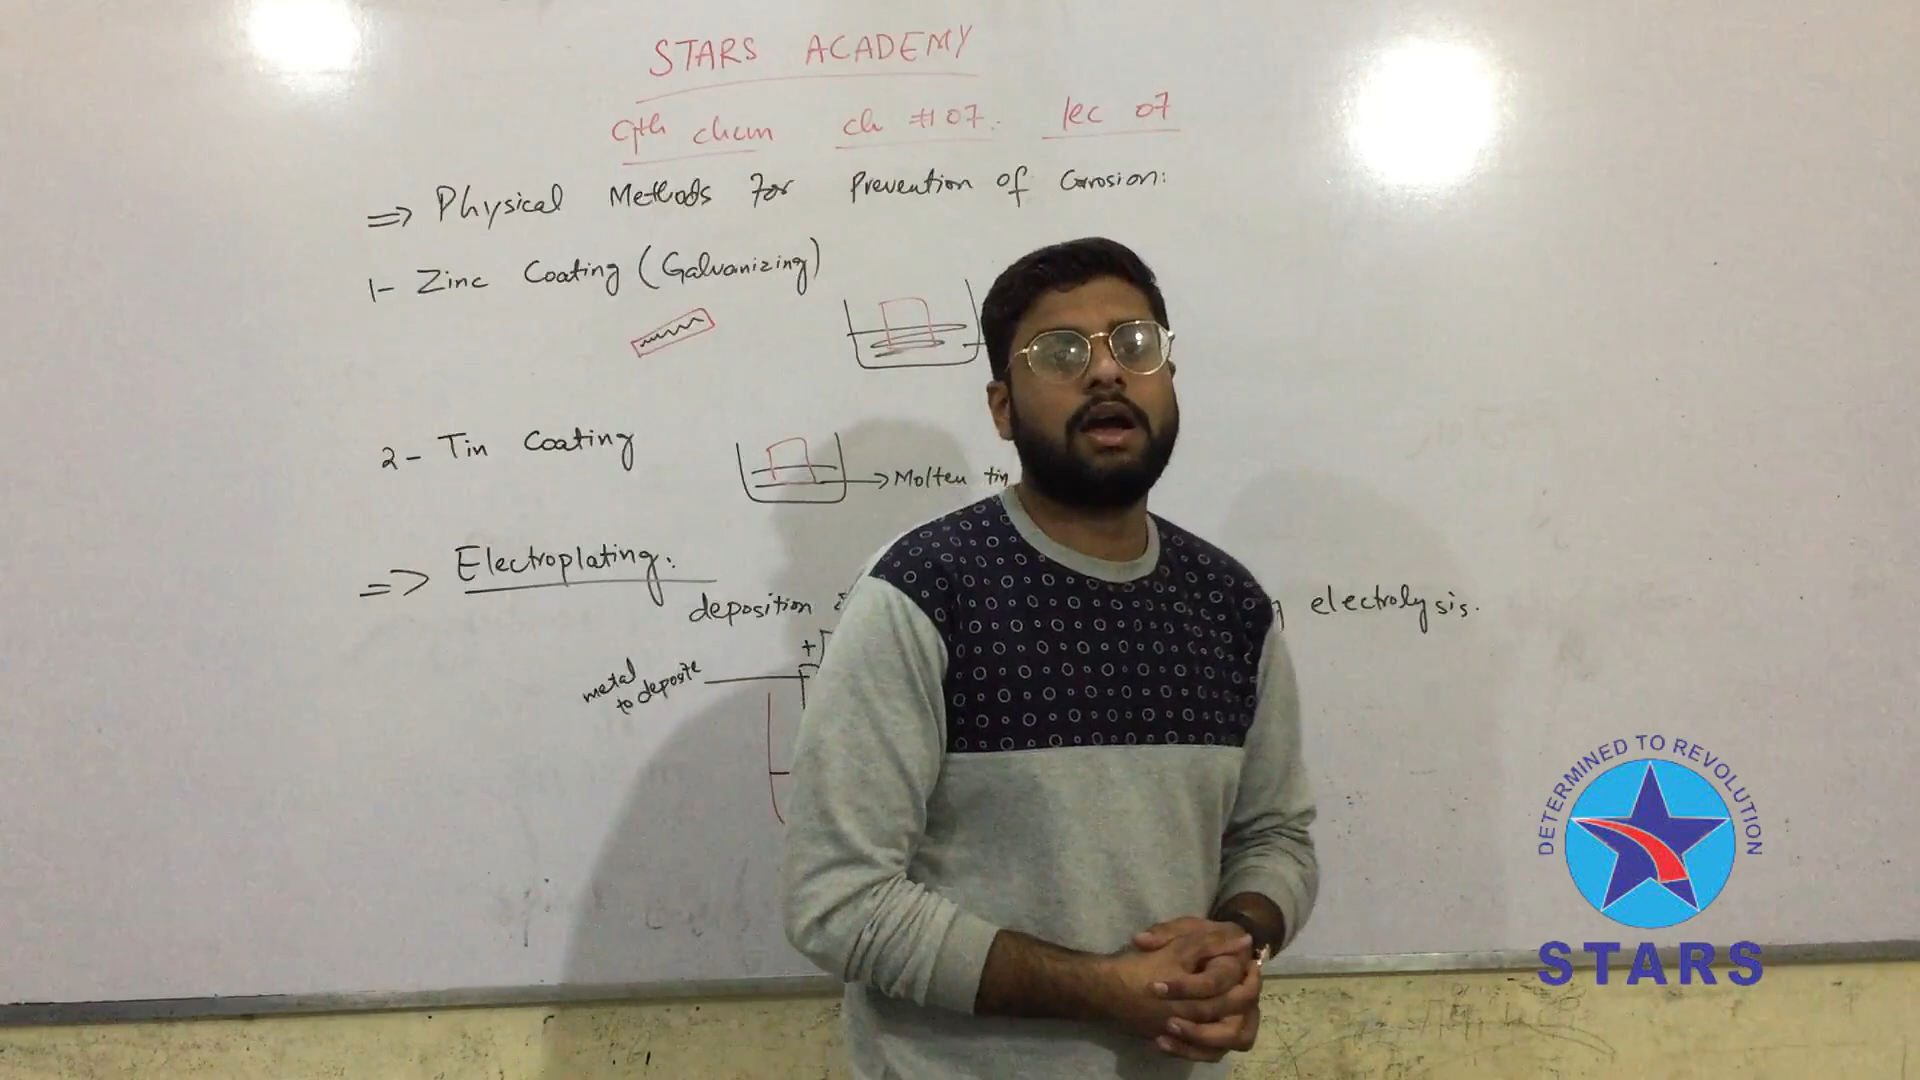 STARS ACADEMY
9th chem ch #07. lec 07
=> Physical Methods For Prevention of Corrosion:
1- Zinc Coating (Galvanizing)
2- Tin Coating
→ Molten tin
=> Electroplating:
deposition electrolysis.
+
metal
to deposite
DETERMINED TO REVOLUTION
STARS